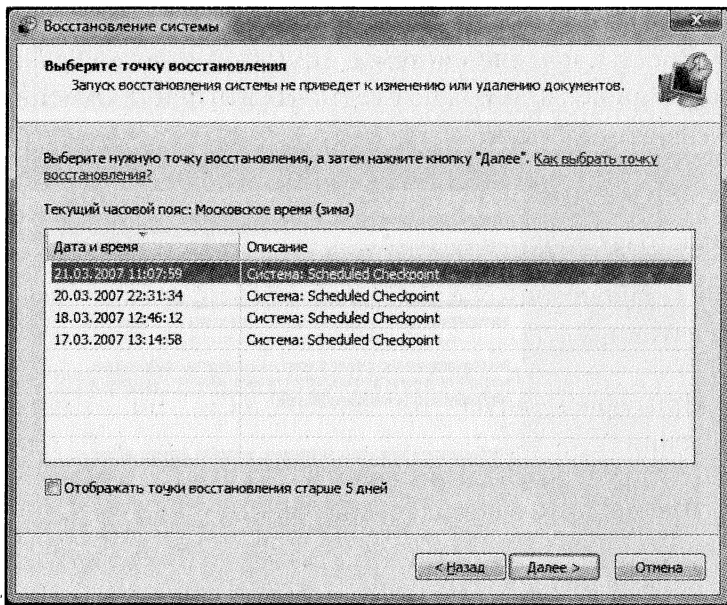 Восстановление системы
Выберите точку восстановления
Запуск восстановления системы не приведет к изменению или удалению документов.
Выберите нужную точку восстановления, а затем нажмите кнопку "Далее". Как выбрать точку
восстановления?
Текущий часовой пояс: Московское время (зима)
Дата и время Описание
21.03.2007 11:07:59 Система: Scheduled Checkpoint
20.03.2007 22:31:34 Система: Scheduled Checkpoint
18.03.2007 12:46:12 Система: Scheduled Checkpoint
17.03.2007 13:14:58 Система: Scheduled Checkpoint
Отображать точки восстановления старше 5 дней
< Назад Далее > Отмена